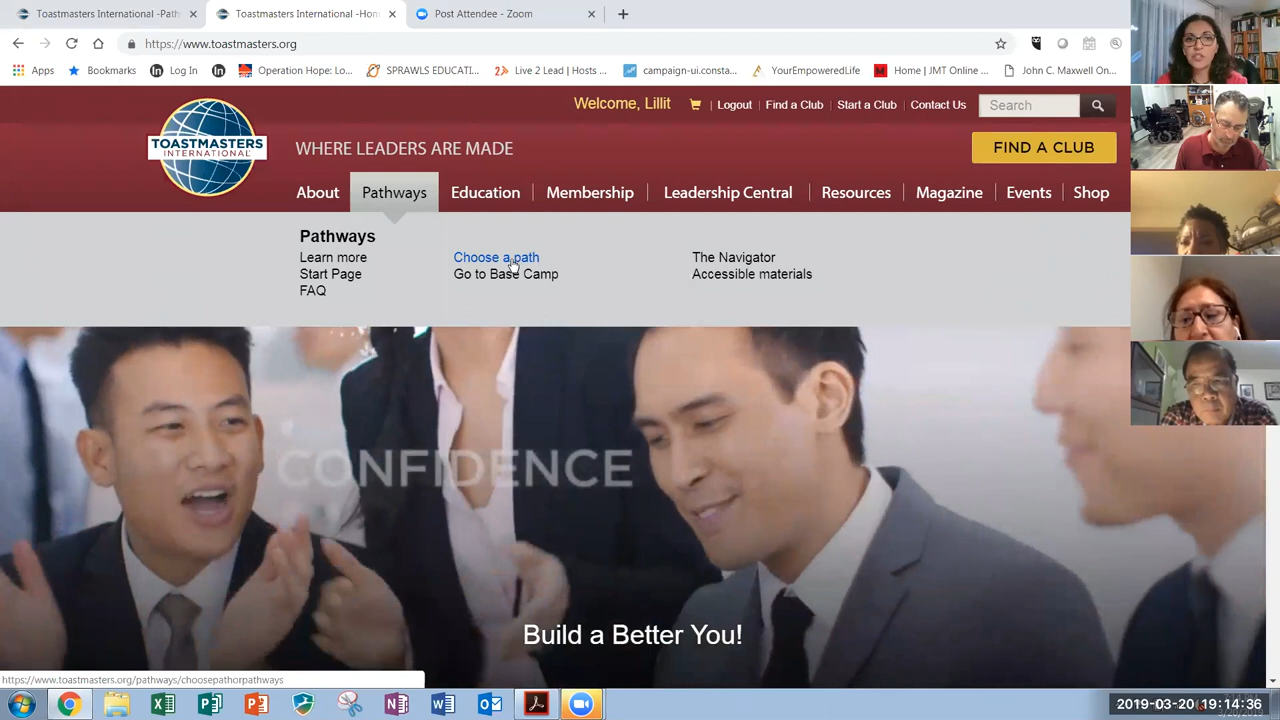 Toastmasters International -Path
Toastmasters International -Hom
Post Attendee - Zoom
https://www.toastmasters.org
Apps
Bookmarks
Log In
Operation Hope: Lo...
SPRAWLS EDUCATI...
Live 2 Lead | Hosts ...
campaign-ui.consta...
YourEmpoweredLife
Home | JMT Online ...
John C. Maxwell On...
Welcome, Lillit
Logout
Find a Club
Start a Club
Contact Us
Search
TOASTMASTERS
INTERNATIONAL
WHERE LEADERS ARE MADE
FIND A CLUB
About
Pathways
Education
Membership
Leadership Central
Resources
Magazine
Events
Shop
Pathways
Learn more
Start Page
FAQ
Choose a path
Go to Base Camp
The Navigator
Accessible materials
CONFIDENCE
Build a Better You!
https://www.toastmasters.org/pathways/choosepathorpathways
2019-03-20 19:14:36